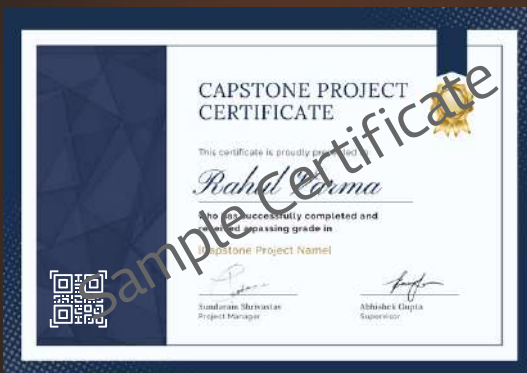 CAPSTONE PROJECT
CERTIFICATE
This certificate is proudly presented to
Rahul Varma
who has successfully completed and
received a passing grade in
[Capstone Project Name]
Sundaram Shrivastav
Project Manager
Abhishek Gupta
Supervisor
Sample Certificate